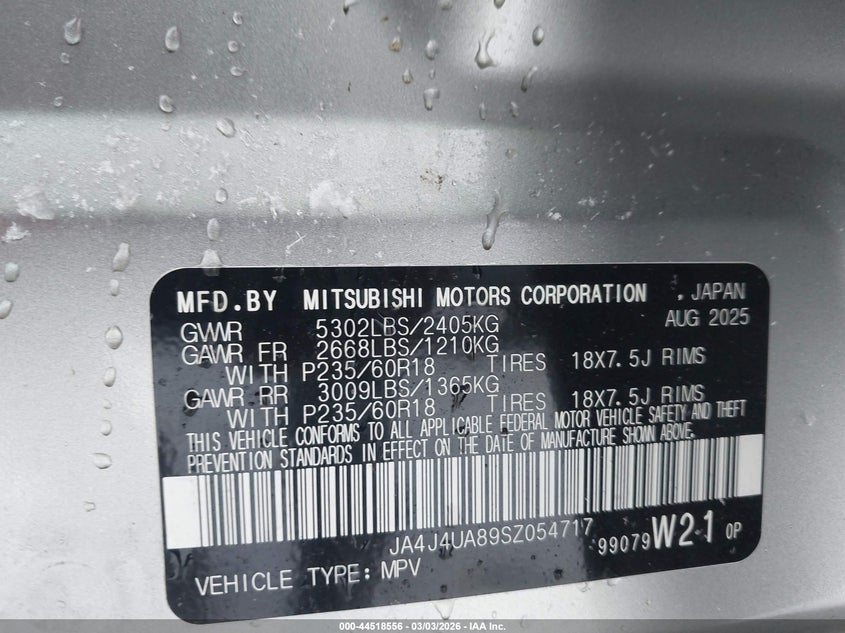 MFD.BY MITSUBISHI MOTORS CORPORATION , JAPAN
AUG 2025
GVWR 5302LBS/2405KG
GAWR FR 2668LBS/1210KG
WITH P235/60R18 TIRES 18X7.5J RIMS
GAWR RR 3009LBS/1365KG
WITH P235/60R18 TIRES 18X7.5J RIMS
THIS VEHICLE CONFORMS TO ALL APPLICABLE FEDERAL MOTOR VEHICLE SAFETY AND THEFT
PREVENTION STANDARDS IN EFFECT ON THE DATE OF MANUFACTURE SHOWN ABOVE.
JA4J4UA89SZ054717
99079 W21 OP
VEHICLE TYPE: MPV
000-44518556 - 03/03/2026 - IAA Inc.